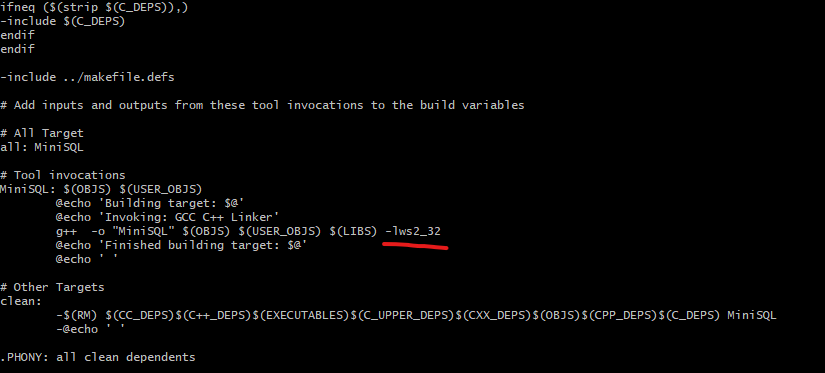 ifneq ($(strip $(C_DEPS)),)
-include $(C_DEPS)
endif
endif
-include ../makefile.defs
# Add inputs and outputs from these tool invocations to the build variables
# All Target
all: MiniSQL
# Tool invocations
MiniSQL: $(OBJS) $(USER_OBJS)
@echo 'Building target: $@'
@echo 'Invoking: GCC C++ Linker'
g++  -o "MiniSQL" $(OBJS) $(USER_OBJS) $(LIBS) -lws2_32
@echo 'Finished building target: $@'
@echo ' '
# Other Targets
clean:
-$(RM) $(CC_DEPS)$(C++_DEPS)$(EXECUTABLES)$(C_UPPER_DEPS)$(CXX_DEPS)$(OBJS)$(CPP_DEPS)$(C_DEPS) MiniSQL
-@echo ' '
.PHONY: all clean dependents